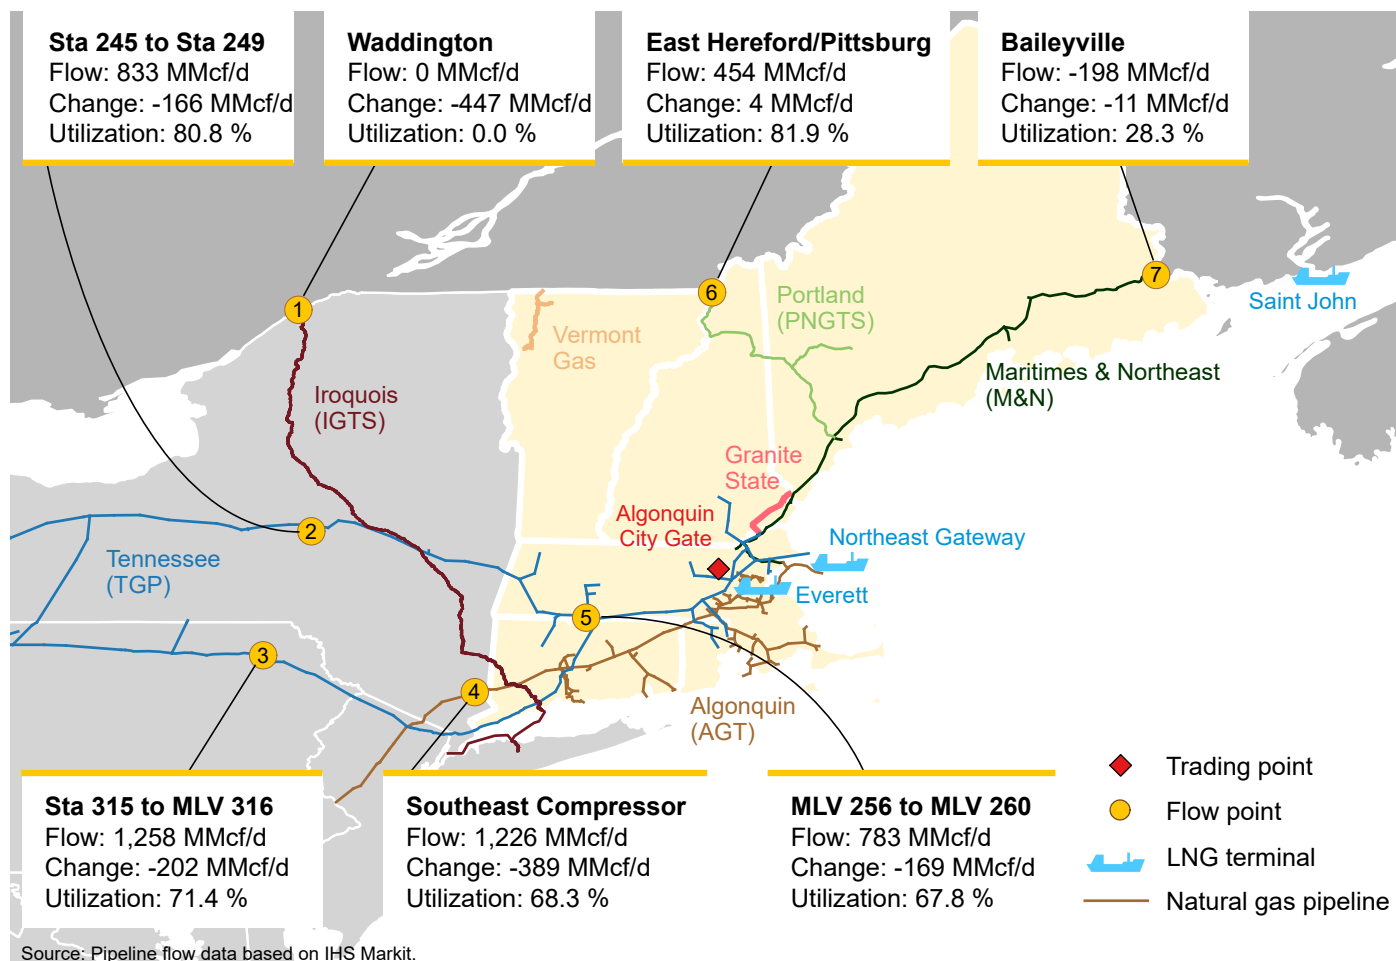 Sta 245 to Sta 249
Flow: 833 MMcf/d
Change: -166 MMcf/d
Utilization: 80.8 %
Waddington
Flow: 0 MMcf/d
Change: -447 MMcf/d
Utilization: 0.0 %
East Hereford/Pittsburg
Flow: 454 MMcf/d
Change: 4 MMcf/d
Utilization: 81.9 %
Baileyville
Flow: -198 MMcf/d
Change: -11 MMcf/d
Utilization: 28.3 %
7
6
1
Saint John
Portland
(PNGTS)
Vermont
Gas
Maritimes & Northeast
(M&N)
Iroquois
(IGTS)
Granite
State
Algonquin
City Gate
2
Northeast Gateway
Tennessee
(TGP)
Everett
5
3
4
Algonquin
(AGT)
Sta 315 to MLV 316
Flow: 1,258 MMcf/d
Change: -202 MMcf/d
Utilization: 71.4 %
Southeast Compressor
Flow: 1,226 MMcf/d
Change: -389 MMcf/d
Utilization: 68.3 %
MLV 256 to MLV 260
Flow: 783 MMcf/d
Change: -169 MMcf/d
Utilization: 67.8 %
Trading point
Flow point
LNG terminal
Natural gas pipeline
Source: Pipeline flow data based on IHS Markit.